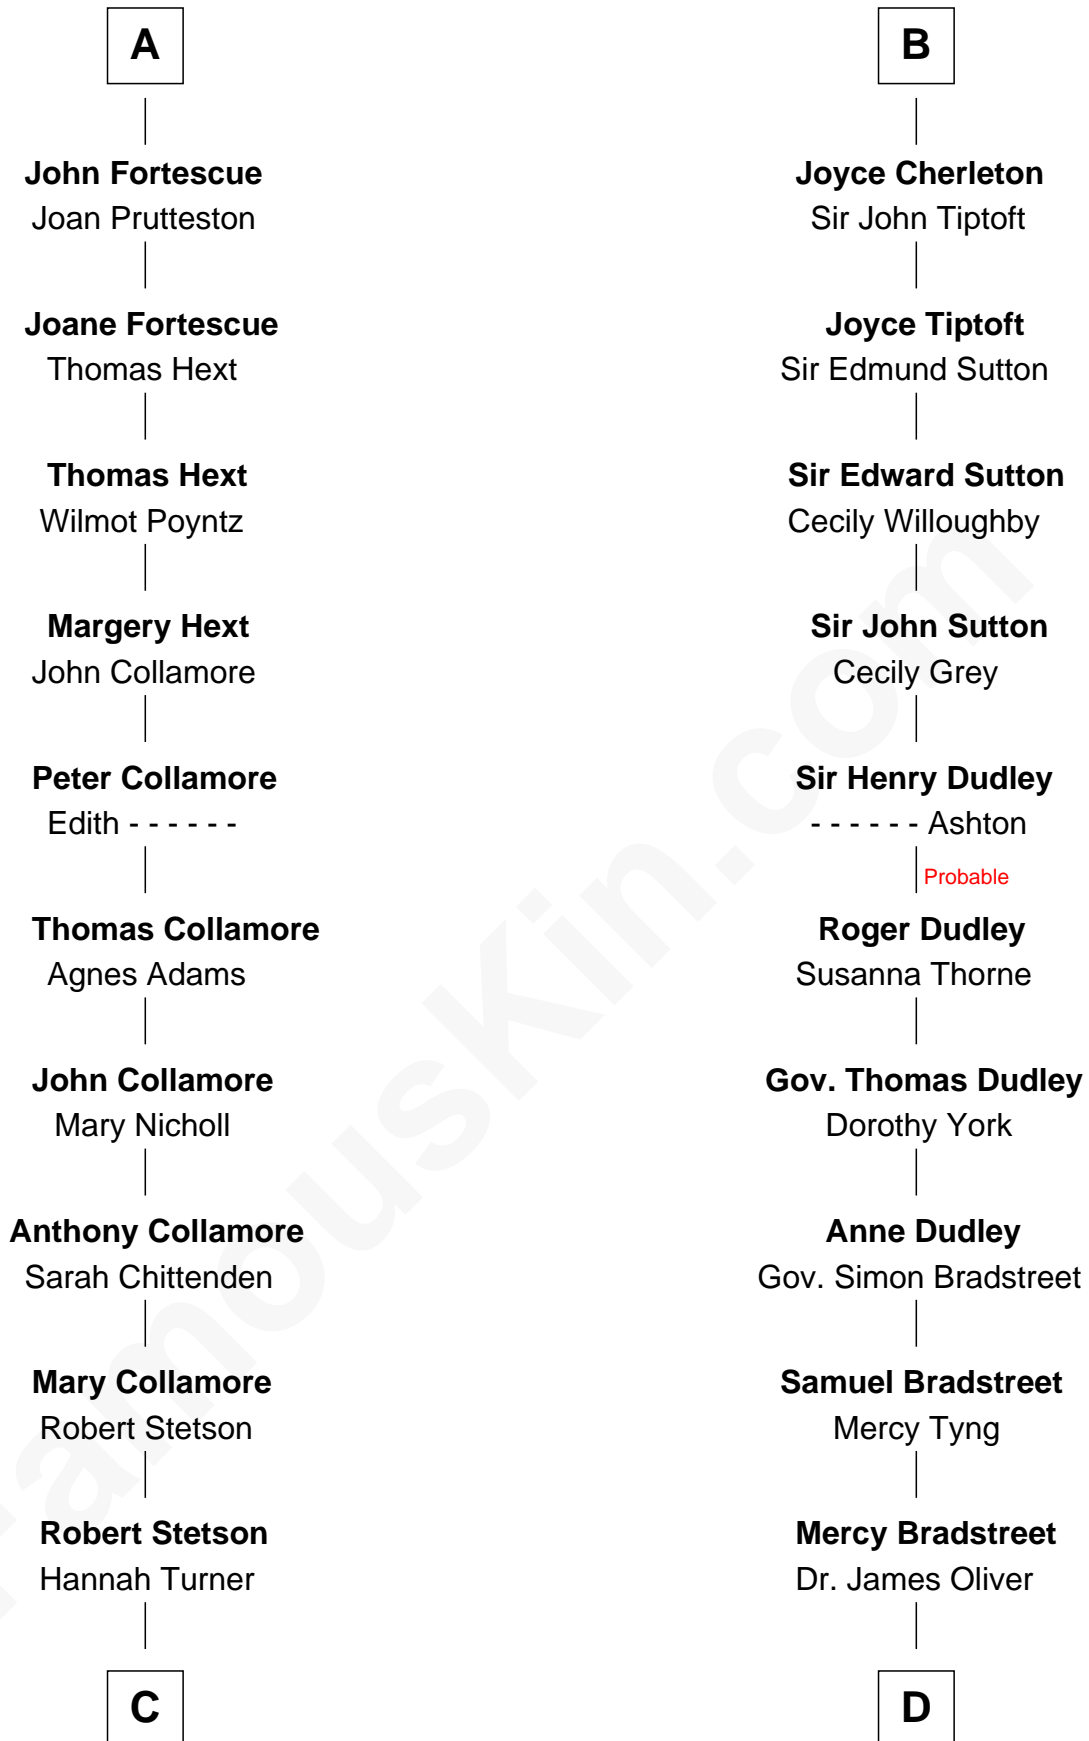 A
John Fortescue
Joan Prutteston
Joane Fortescue
Thomas Hext
Thomas Hext
Wilmot Poyntz
Margery Hext
John Collamore
Peter Collamore
Edith - - - - - -
Thomas Collamore
Agnes Adams
John Collamore
Mary Nicholl
Anthony Collamore
Sarah Chittenden
Mary Collamore
Robert Stetson
Robert Stetson
Hannah Turner
C
B
Joyce Cherleton
Sir John Tiptoft
Joyce Tiptoft
Sir Edmund Sutton
Sir Edward Sutton
Cecily Willoughby
Sir John Sutton
Cecily Grey
Sir Henry Dudley
- - - - - - Ashton
Probable
Roger Dudley
Susanna Thorne
Gov. Thomas Dudley
Dorothy York
Anne Dudley
Gov. Simon Bradstreet
Samuel Bradstreet
Mercy Tyng
Mercy Bradstreet
Dr. James Oliver
D
FamousKin.com